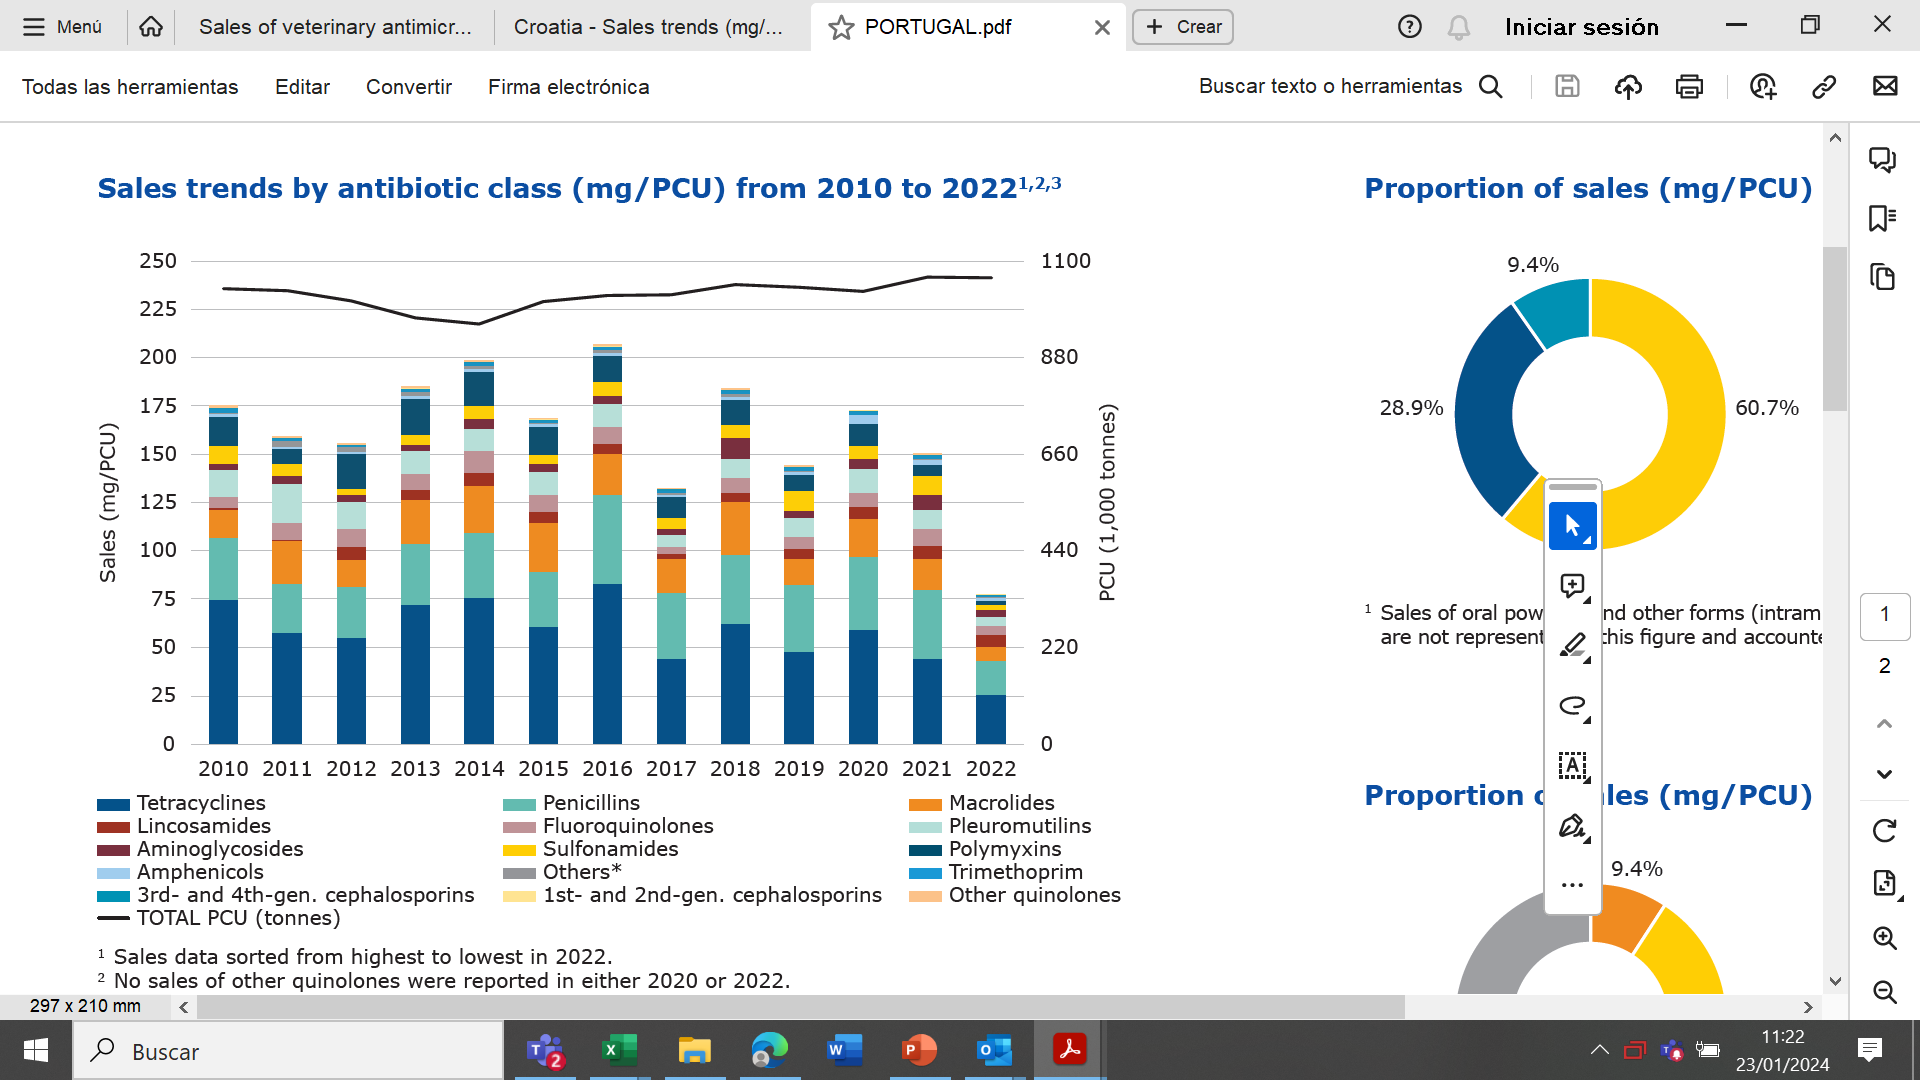 Menú
Sales of veterinary antimicr...
Croatia - Sales trends (mg/...
PORTUGAL.pdf
Crear
Iniciar sesión
Todas las herramientas
Editar
Convertir
Firma electrónica
Buscar texto o herramientas
Sales trends by antibiotic class (mg/PCU) from 2010 to 2022¹,²,³
Sales (mg/PCU)
250
225
200
175
150
125
100
75
50
25
0
1100
880
660
440
220
0
PCU (1,000 tonnes)
2010 2011 2012 2013 2014 2015 2016 2017 2018 2019 2020 2021 2022
Tetracyclines Penicillins Macrolides
Lincosamides Fluoroquinolones Pleuromutilins
Aminoglycosides Sulfonamides Polymyxins
Amphenicols Others* Trimethoprim
3rd- and 4th-gen. cephalosporins 1st- and 2nd-gen. cephalosporins Other quinolones
TOTAL PCU (tonnes)
¹ Sales data sorted from highest to lowest in 2022.
² No sales of other quinolones were reported in either 2020 or 2022.
Proportion of sales (mg/PCU)
9.4%
28.9%
60.7%
¹ Sales of oral pow nd other forms (intram
are not represent this figure and accounte
Proportion o les (mg/PCU)
9.4%
1
2
297 x 210 mm
Buscar
2
11:22
23/01/2024